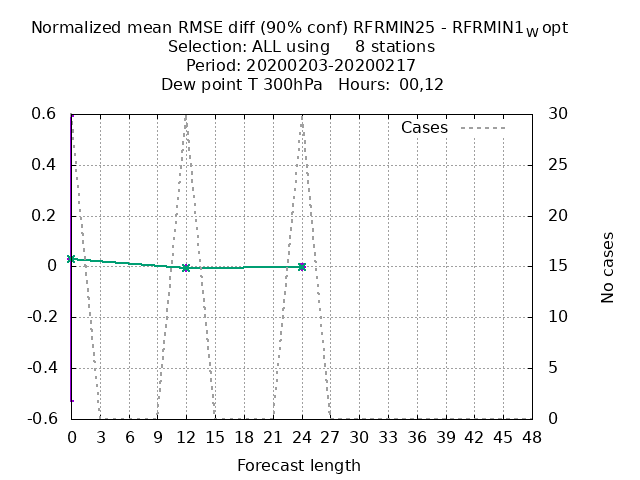 Normalized mean RMSE diff (90% conf) RFRMIN25 - RFRMIN1Wopt
Selection: ALL using     8 stations
Period: 20200203-20200217
Dew point T 300hPa   Hours: 00,12
0.6
0.4
0.2
0
-0.2
-0.4
-0.6
Cases
30
25
20
15
10
5
0
No cases
0 3 6 9 12 15 18 21 24 27 30 33 36 39 42 45 48
Forecast length